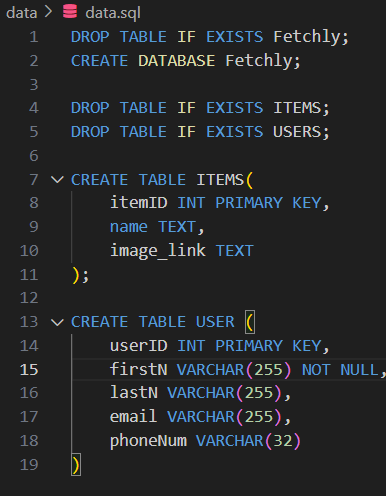 data > data.sql
1 DROP TABLE IF EXISTS Fetchly;
2 CREATE DATABASE Fetchly;
3
4 DROP TABLE IF EXISTS ITEMS;
5 DROP TABLE IF EXISTS USERS;
6
7 CREATE TABLE ITEMS(
8 itemID INT PRIMARY KEY,
9 name TEXT,
10 image_link TEXT
11 );
12
13 CREATE TABLE USER (
14 userID INT PRIMARY KEY,
15 firstN VARCHAR(255) NOT NULL,
16 lastN VARCHAR(255),
17 email VARCHAR(255),
18 phoneNum VARCHAR(32)
19 )